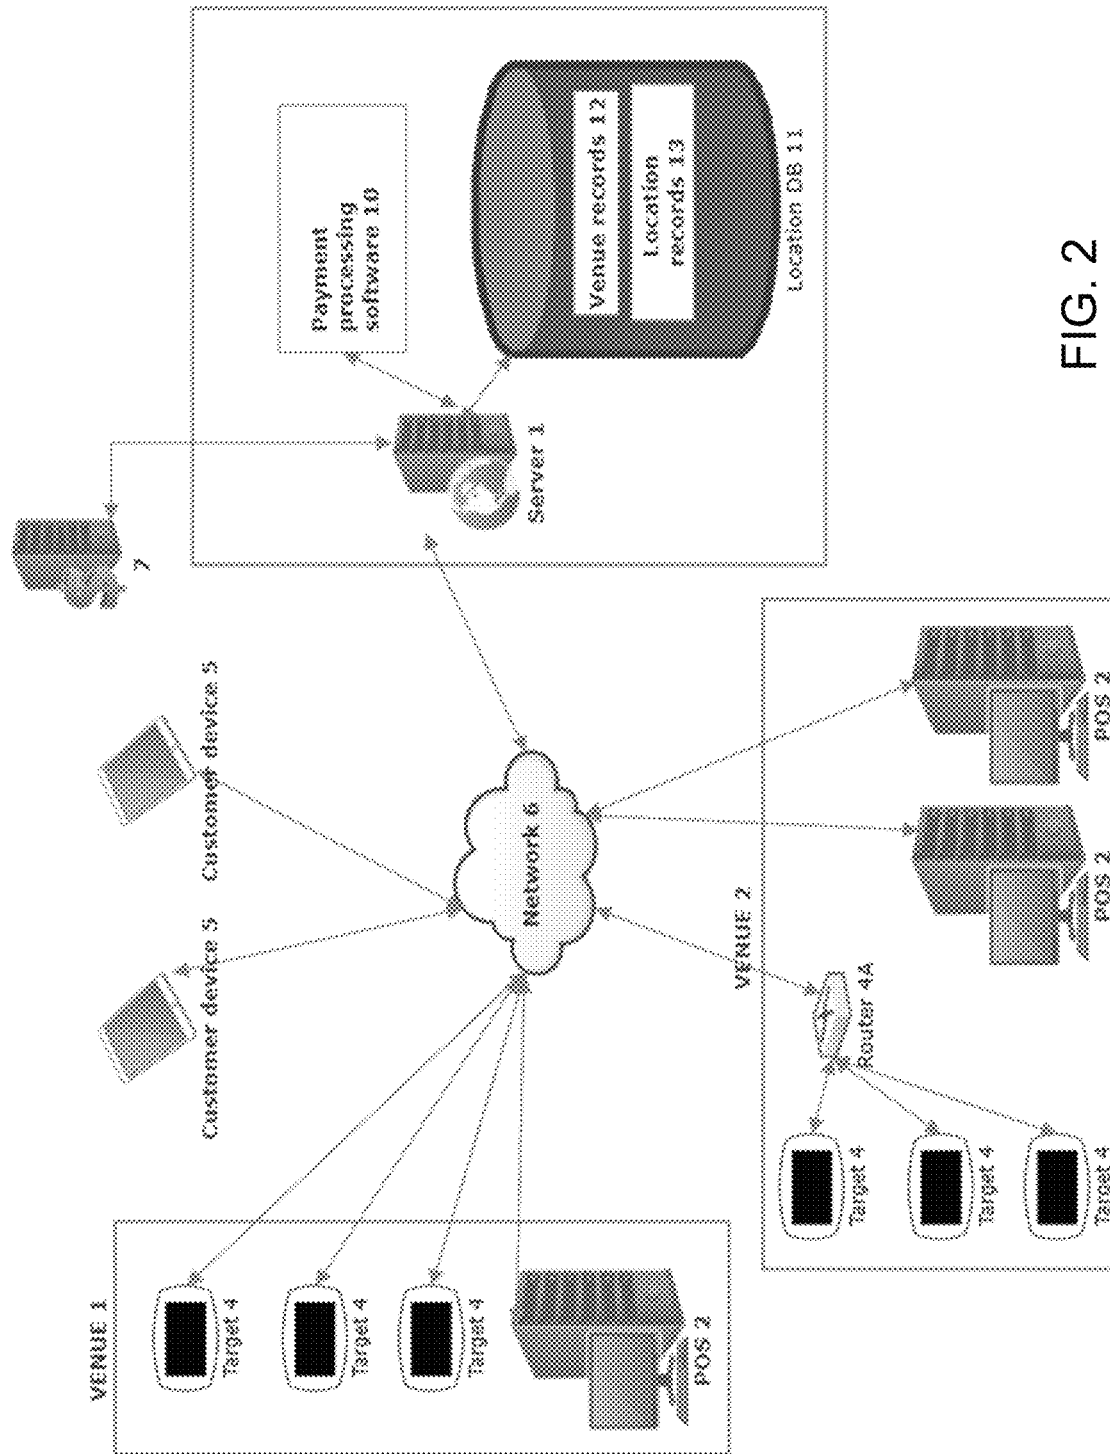 VENUE 1
Target 4
Target 4
Target 4
POS 2
Customer device 5
Customer device 5
Network 6
7
Server 1
Payment
processing
software 10
Venue records 12
Location
records 13
Location DB 11
VENUE 2
Router 4A
Target 4
Target 4
Target 4
POS 2
POS 2
FIG. 2